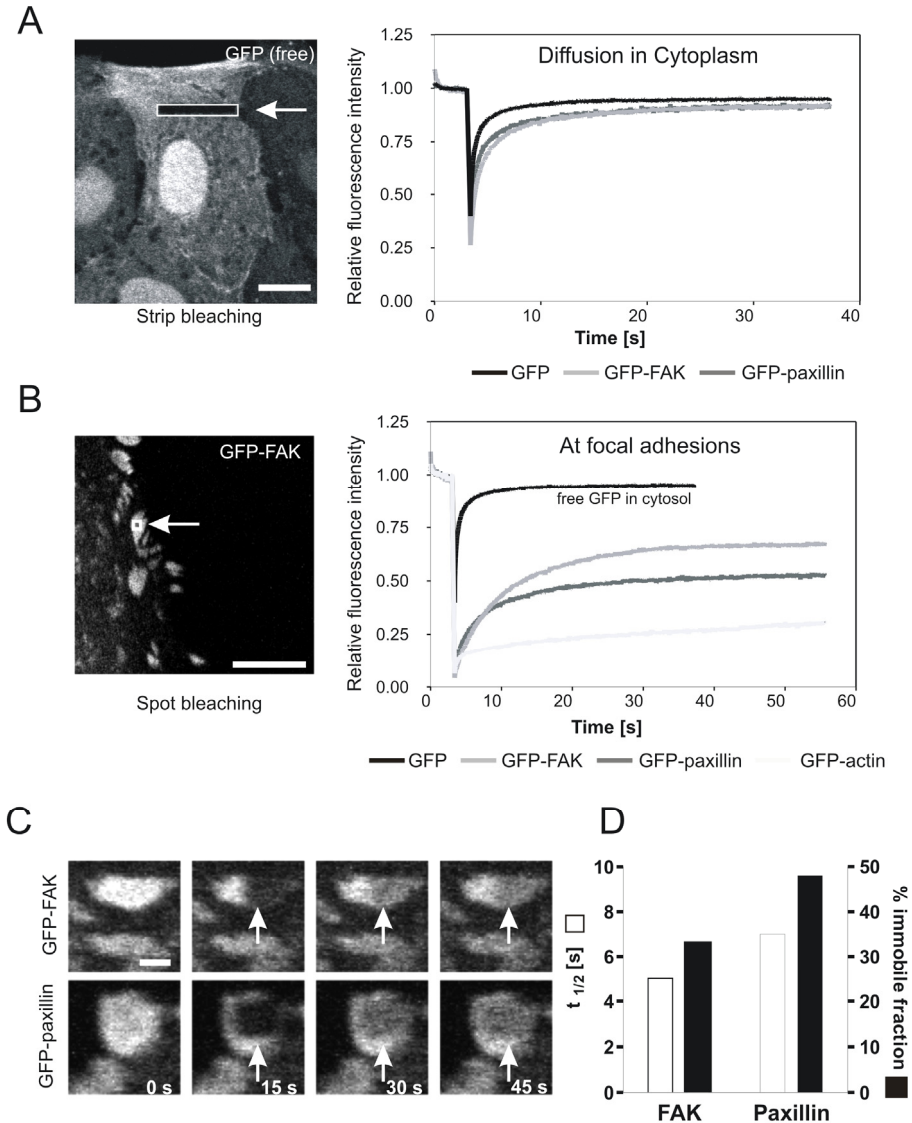 A
GFP (free)
Strip bleaching
Relative fluorescence intensity
1.25
1.00
0.75
0.50
0.25
0.00
Diffusion in Cytoplasm
0 10 20 30 40
Time [s]
GFP GFP-FAK GFP-paxillin
B
GFP-FAK
Spot bleaching
Relative fluorescence intensity
1.25
1.00
0.75
0.50
0.25
0.00
At focal adhesions
free GFP in cytosol
0 10 20 30 40 50 60
Time [s]
GFP GFP-FAK GFP-paxillin GFP-actin
C
GFP-FAK
GFP-paxillin
0 s 15 s 30 s 45 s
D
t 1/2 [s]
10
8
6
4
2
0
50
40
30
20
10
0
% immobile fraction
FAK Paxillin